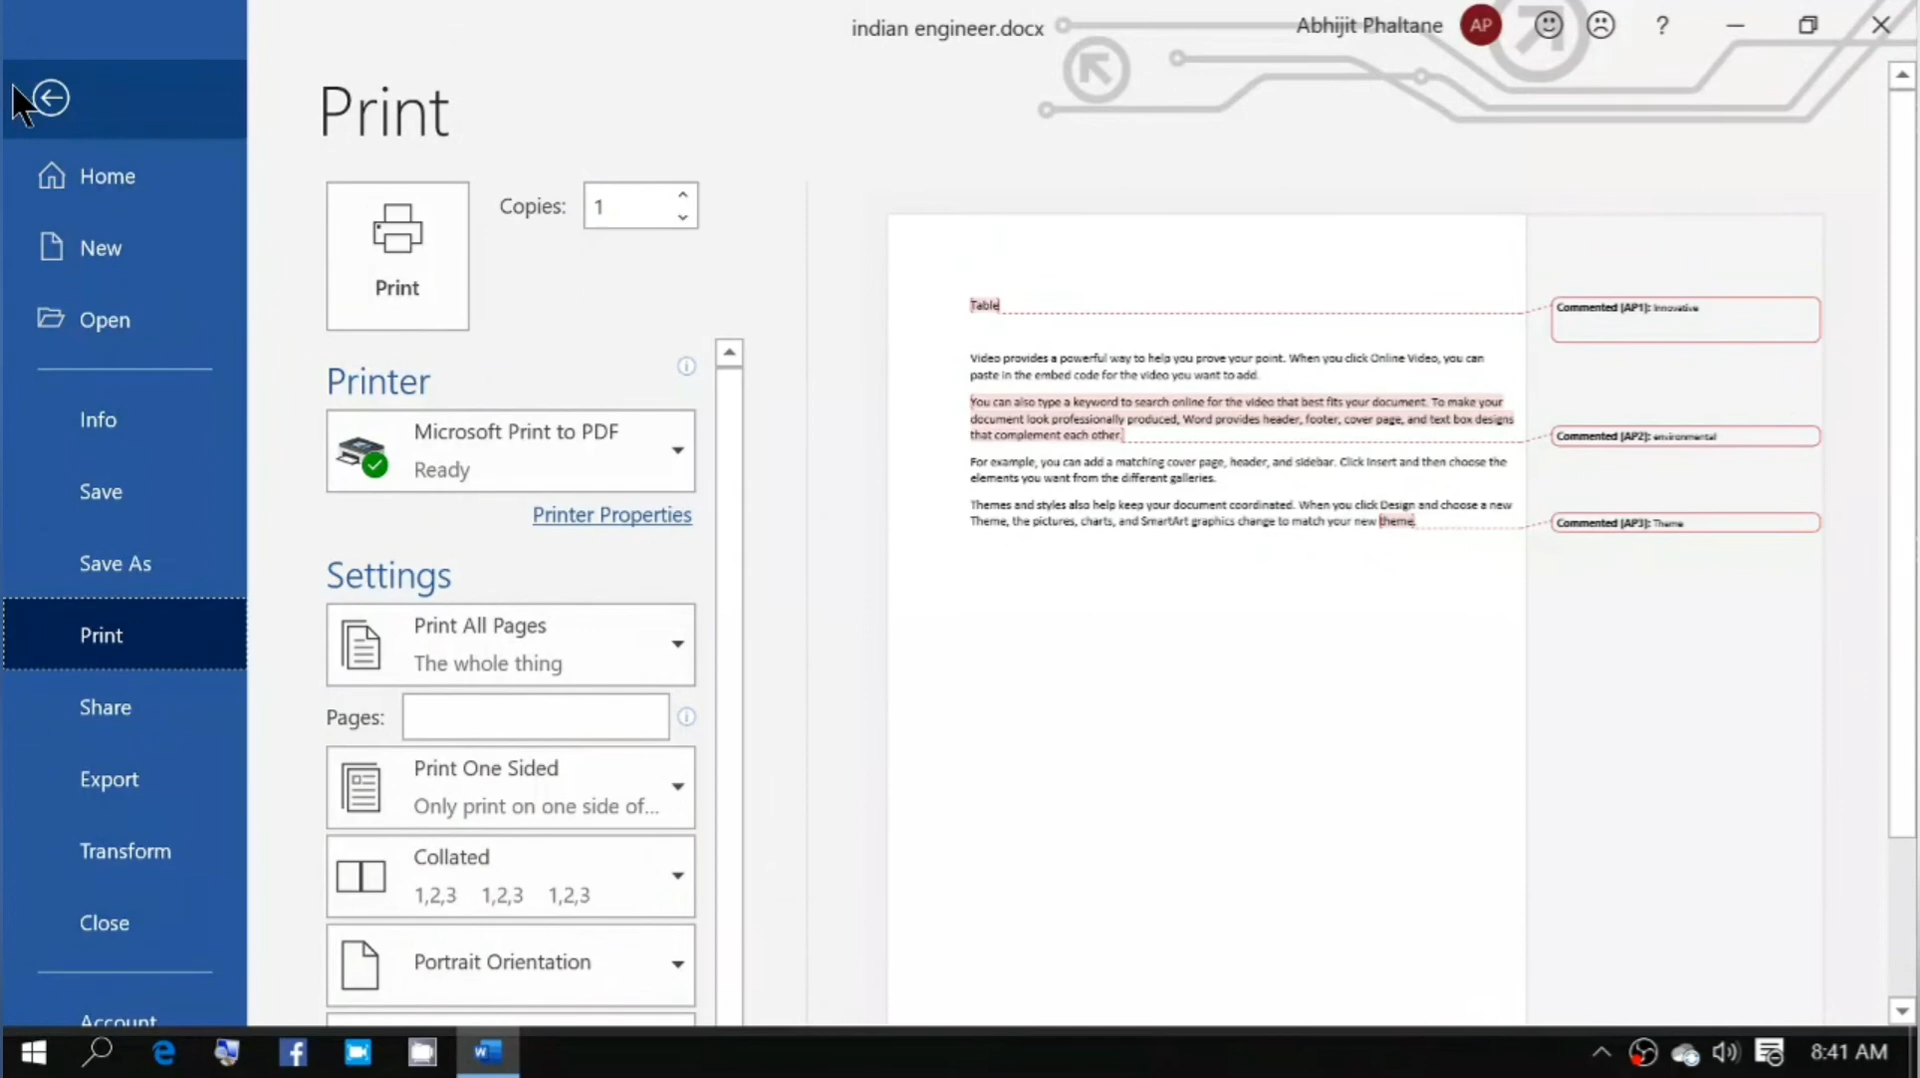 indian engineer.docx
Abhijit Phaltane
AP
?
Print
Home
New
Open
Info
Save
Save As
Print
Share
Export
Transform
Close
Account
Print
Copies:
1
Printer
Microsoft Print to PDF
Ready
Printer Properties
Settings
Print All Pages
The whole thing
Pages:
Print One Sided
Only print on one side of...
Collated
1,2,3 1,2,3 1,2,3
Portrait Orientation
Table
Commented [AP1]: Innovative
Video provides a powerful way to help you prove your point. When you click Online Video, you can
paste in the embed code for the video you want to add.
You can also type a keyword to search online for the video that best fits your document. To make your
document look professionally produced, Word provides header, footer, cover page, and text box designs
that complement each other.
Commented [AP2]: environmental
For example, you can add a matching cover page, header, and sidebar. Click Insert and then choose the
elements you want from the different galleries.
Themes and styles also help keep your document coordinated. When you click Design and choose a new
Theme, the pictures, charts, and SmartArt graphics change to match your new theme.
Commented [AP3]: Theme
8:41 AM